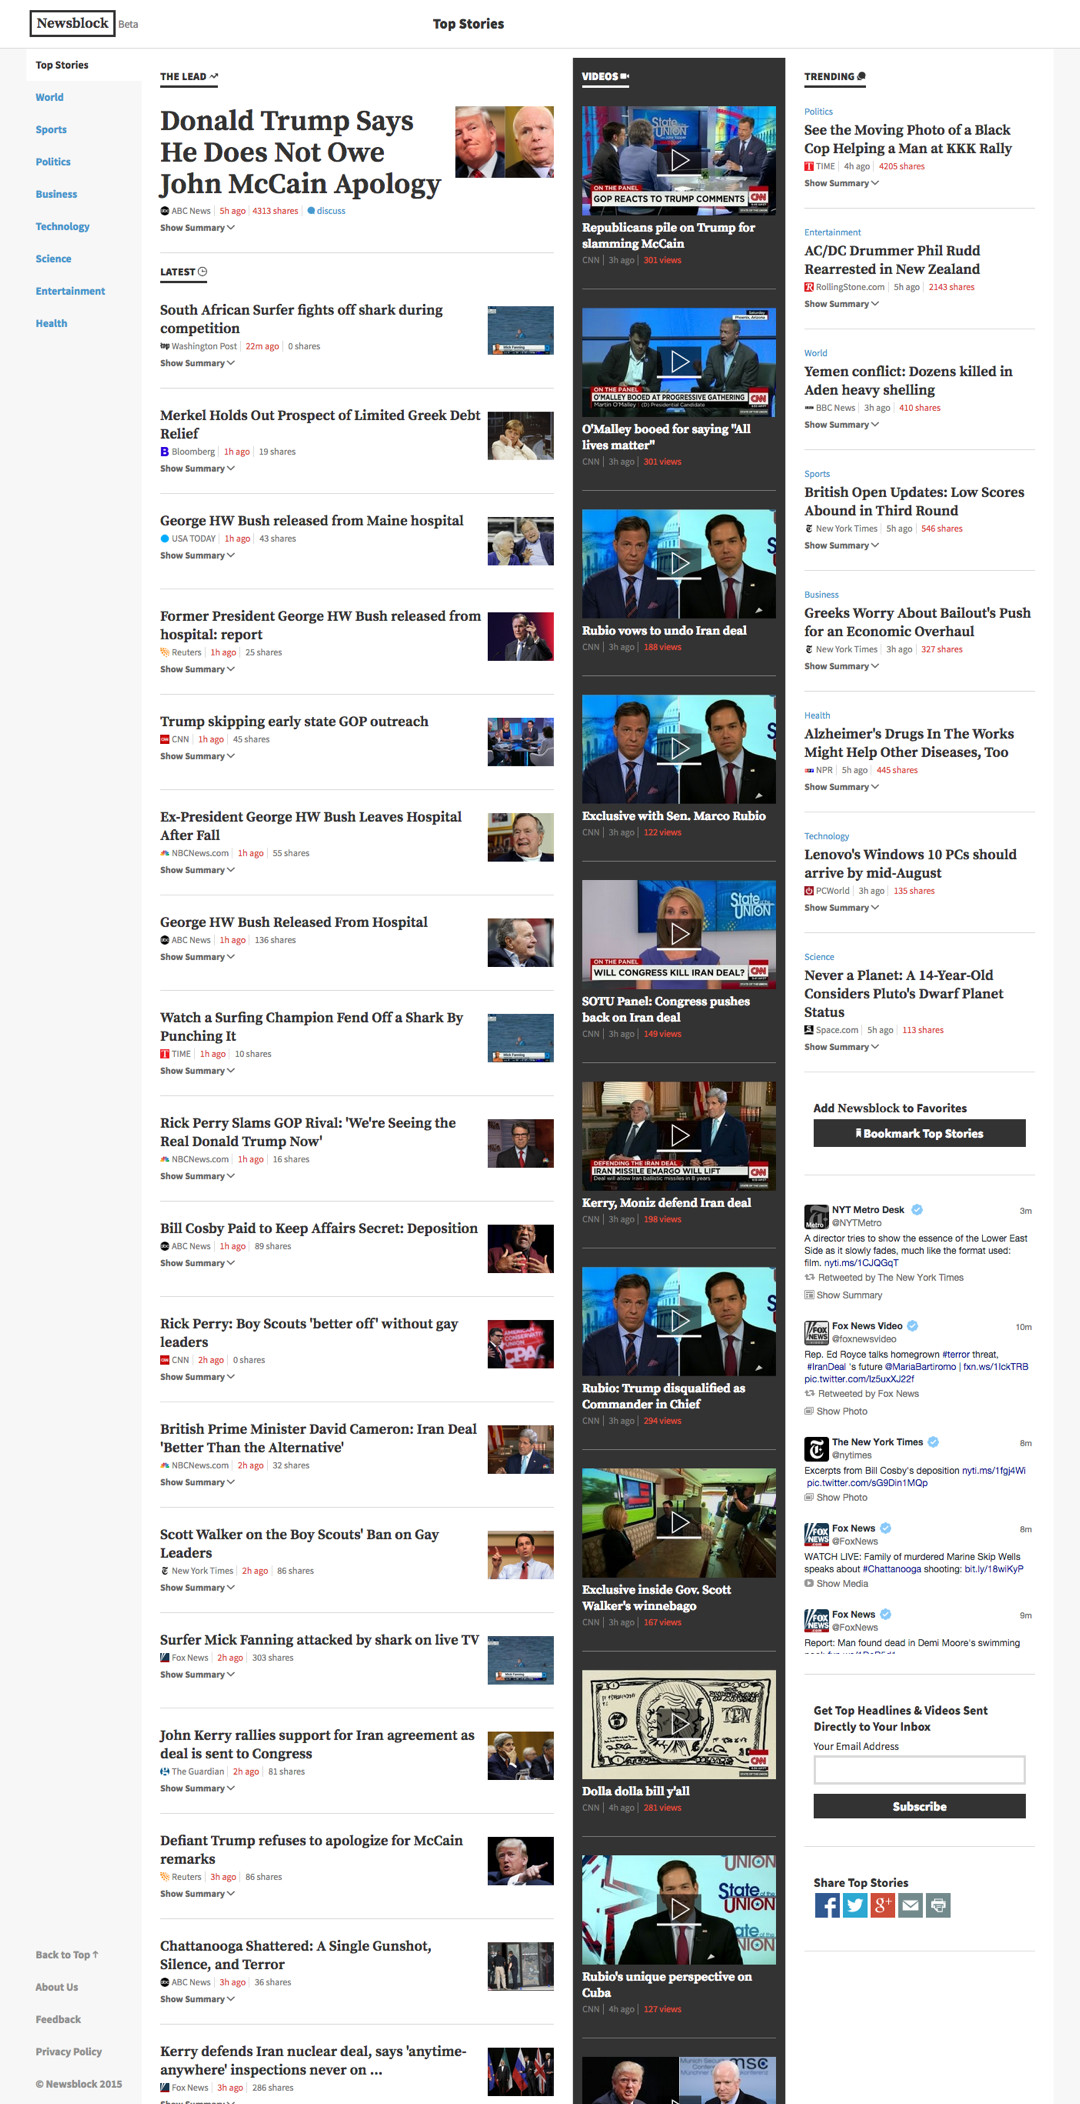 Newsblock Beta
Top Stories
Top Stories
World
Sports
Politics
Business
Technology
Science
Entertainment
Health
Back to Top ↑
About Us
Feedback
Privacy Policy
© Newsblock 2015
THE LEAD
Donald Trump Says
He Does Not Owe
John McCain Apology
ABC News | 5h ago | 4313 shares | discuss
Show Summary
LATEST
South African Surfer fights off shark during
competition
Washington Post | 22m ago | 0 shares
Show Summary
Merkel Holds Out Prospect of Limited Greek Debt
Relief
Bloomberg | 1h ago | 19 shares
Show Summary
George HW Bush released from Maine hospital
USA TODAY | 1h ago | 43 shares
Show Summary
Former President George HW Bush released from
hospital: report
Reuters | 1h ago | 25 shares
Show Summary
Trump skipping early state GOP outreach
CNN | 1h ago | 45 shares
Show Summary
Ex-President George HW Bush Leaves Hospital
After Fall
NBCNews.com | 1h ago | 55 shares
Show Summary
George HW Bush Released From Hospital
ABC News | 1h ago | 136 shares
Show Summary
Watch a Surfing Champion Fend Off a Shark By
Punching It
TIME | 1h ago | 10 shares
Show Summary
Rick Perry Slams GOP Rival: 'We're Seeing the
Real Donald Trump Now'
NBCNews.com | 1h ago | 16 shares
Show Summary
Bill Cosby Paid to Keep Affairs Secret: Deposition
ABC News | 1h ago | 89 shares
Show Summary
Rick Perry: Boy Scouts 'better off' without gay
leaders
CNN | 2h ago | 0 shares
Show Summary
British Prime Minister David Cameron: Iran Deal
'Better Than the Alternative'
NBCNews.com | 2h ago | 32 shares
Show Summary
Scott Walker on the Boy Scouts' Ban on Gay
Leaders
New York Times | 2h ago | 86 shares
Show Summary
Surfer Mick Fanning attacked by shark on live TV
Fox News | 2h ago | 303 shares
Show Summary
John Kerry rallies support for Iran agreement as
deal is sent to Congress
The Guardian | 2h ago | 81 shares
Show Summary
Defiant Trump refuses to apologize for McCain
remarks
Reuters | 3h ago | 86 shares
Show Summary
Chattanooga Shattered: A Single Gunshot,
Silence, and Terror
ABC News | 3h ago | 36 shares
Show Summary
Kerry defends Iran nuclear deal, says 'anytime-
anywhere' inspections never on ...
Fox News | 3h ago | 286 shares
Show Summary
VIDEOS
State of the
UNION
ON THE PANEL
GOP REACTS TO TRUMP COMMENTS CNN
Republicans pile on Trump for
slamming McCain
CNN | 3h ago | 301 views
Saturday
Phoenix, Arizona
ON THE PANEL
O'MALLEY BOOED AT PROGRESSIVE GATHERING CNN
Martin O'Malley | (D) Presidential Candidate
O'Malley booed for saying "All
lives matter"
CNN | 3h ago | 301 views
Rubio vows to undo Iran deal
CNN | 3h ago | 188 views
Exclusive with Sen. Marco Rubio
CNN | 3h ago | 122 views
State of the
UNION
ON THE PANEL
WILL CONGRESS KILL IRAN DEAL? CNN
SOTU Panel: Congress pushes
back on Iran deal
CNN | 3h ago | 149 views
DEFENDING THE IRAN DEAL
IRAN MISSILE EMARGO WILL LIFT CNN
Deal will allow Iran ballistic missiles in 8 years
Kerry, Moniz defend Iran deal
CNN | 3h ago | 198 views
Rubio: Trump disqualified as
Commander in Chief
CNN | 3h ago | 294 views
Exclusive inside Gov. Scott
Walker's winnebago
CNN | 3h ago | 167 views
TEN
CNN
Dolla dolla bill y'all
CNN | 4h ago | 281 views
UNION
State of the
UNION
ate of the
NION
Rubio's unique perspective on
Cuba
CNN | 4h ago | 127 views
msc
TRENDING
Politics
See the Moving Photo of a Black
Cop Helping a Man at KKK Rally
TIME | 4h ago | 4205 shares
Show Summary
Entertainment
AC/DC Drummer Phil Rudd
Rearrested in New Zealand
RollingStone.com | 5h ago | 2143 shares
Show Summary
World
Yemen conflict: Dozens killed in
Aden heavy shelling
BBC News | 3h ago | 410 shares
Show Summary
Sports
British Open Updates: Low Scores
Abound in Third Round
New York Times | 5h ago | 546 shares
Show Summary
Business
Greeks Worry About Bailout's Push
for an Economic Overhaul
New York Times | 3h ago | 327 shares
Show Summary
Health
Alzheimer's Drugs In The Works
Might Help Other Diseases, Too
NPR | 5h ago | 445 shares
Show Summary
Technology
Lenovo's Windows 10 PCs should
arrive by mid-August
PCWorld | 3h ago | 135 shares
Show Summary
Science
Never a Planet: A 14-Year-Old
Considers Pluto's Dwarf Planet
Status
Space.com | 5h ago | 113 shares
Show Summary
Add Newsblock to Favorites
Bookmark Top Stories
NYT Metro Desk 3m
@NYTMetro
A director tries to show the essence of the Lower East
Side as it slowly fades, much like the format used:
film. nyti.ms/1CJQGqT
Retweeted by The New York Times
Show Summary
Fox News Video 10m
@foxnewsvideo
Rep. Ed Royce talks homegrown #terror threat,
#IranDeal 's future @MariaBartiromo | fxn.ws/1IckTRB
pic.twitter.com/Iz5uxXJ22f
Retweeted by Fox News
Show Photo
The New York Times 8m
@nytimes
Excerpts from Bill Cosby's deposition nyti.ms/1fgj4Wi
pic.twitter.com/sG9Din1MQp
Show Photo
Fox News 8m
@FoxNews
WATCH LIVE: Family of murdered Marine Skip Wells
speaks about #Chattanooga shooting: bit.ly/18wiKyP
Show Media
Fox News 9m
@FoxNews
Report: Man found dead in Demi Moore's swimming
Get Top Headlines & Videos Sent
Directly to Your Inbox
Your Email Address
Subscribe
Share Top Stories